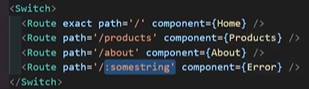 <Switch>
<Route exact path='/' component={Home} />
<Route path='/products' component={Products} />
<Route path='/about' component={About} />
<Route path='/:somestring' component={Error} />
</Switch>